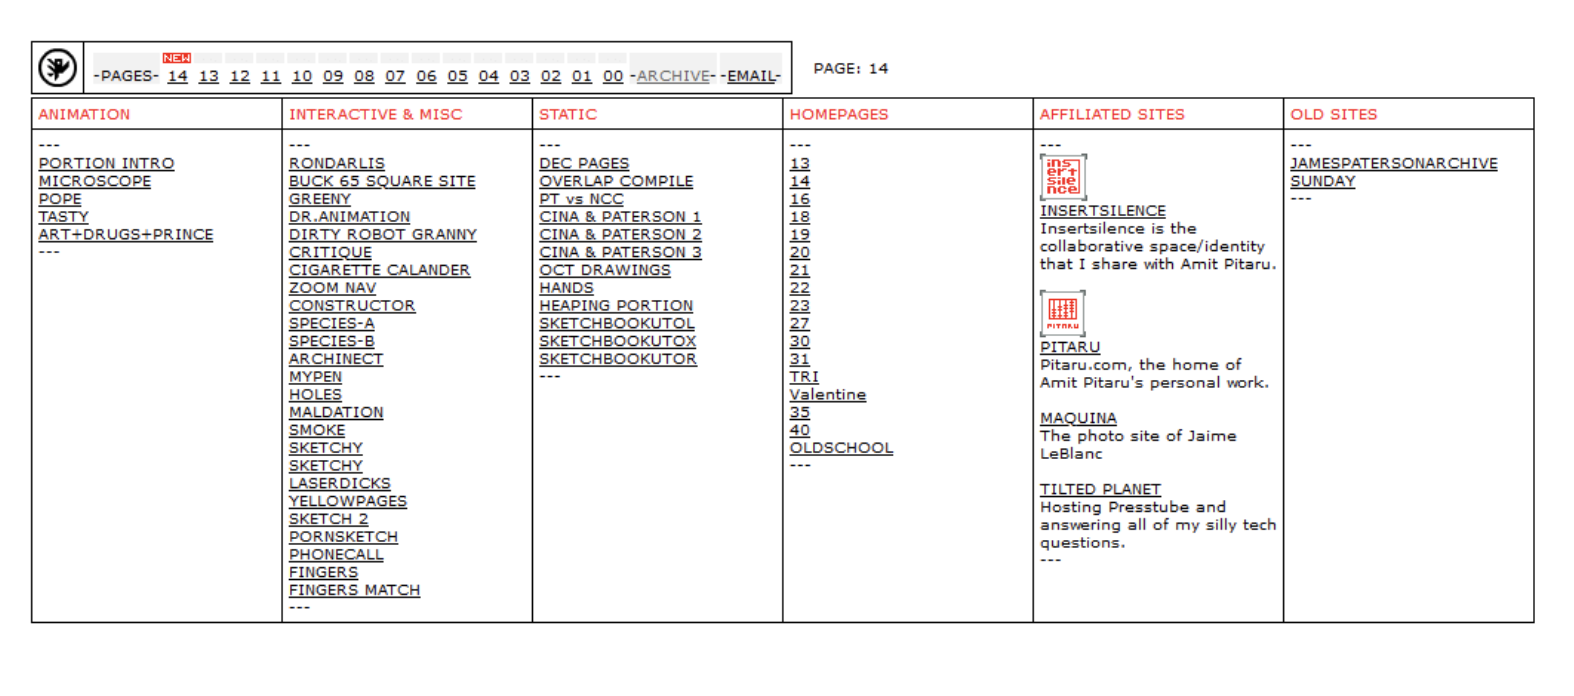 NEW
-PAGES- 14 13 12 11 10 09 08 07 06 05 04 03 02 01 00 -ARCHIVE- -EMAIL-
PAGE: 14
ANIMATION
---
PORTION INTRO
MICROSCOPE
POPE
TASTY
ART+DRUGS+PRINCE
---
INTERACTIVE & MISC
---
RONDARLIS
BUCK 65 SQUARE SITE
GREENY
DR.ANIMATION
DIRTY ROBOT GRANNY
CRITIQUE
CIGARETTE CALANDER
ZOOM NAV
CONSTRUCTOR
SPECIES-A
SPECIES-B
ARCHINECT
MYPEN
HOLES
MALDATION
SMOKE
SKETCHY
SKETCHY
LASERDICKS
YELLOWPAGES
SKETCH 2
PORNSKETCH
PHONECALL
FINGERS
FINGERS MATCH
---
STATIC
---
DEC PAGES
OVERLAP COMPILE
PT vs NCC
CINA & PATERSON 1
CINA & PATERSON 2
CINA & PATERSON 3
OCT DRAWINGS
HANDS
HEAPING PORTION
SKETCHBOOKUTOL
SKETCHBOOKUTOX
SKETCHBOOKUTOR
---
HOMEPAGES
---
13
14
16
18
19
20
21
22
23
27
30
31
TRI
Valentine
35
40
OLDSCHOOL
---
AFFILIATED SITES
---
ins
ert
sile
nce
INSERTSILENCE
Insertsilence is the
collaborative space/identity
that I share with Amit Pitaru.
PITARU
PITARU
Pitaru.com, the home of
Amit Pitaru's personal work.
MAQUINA
The photo site of Jaime
LeBlanc
TILTED PLANET
Hosting Presstube and
answering all of my silly tech
questions.
---
OLD SITES
---
JAMESPATERSONARCHIVE
SUNDAY
---